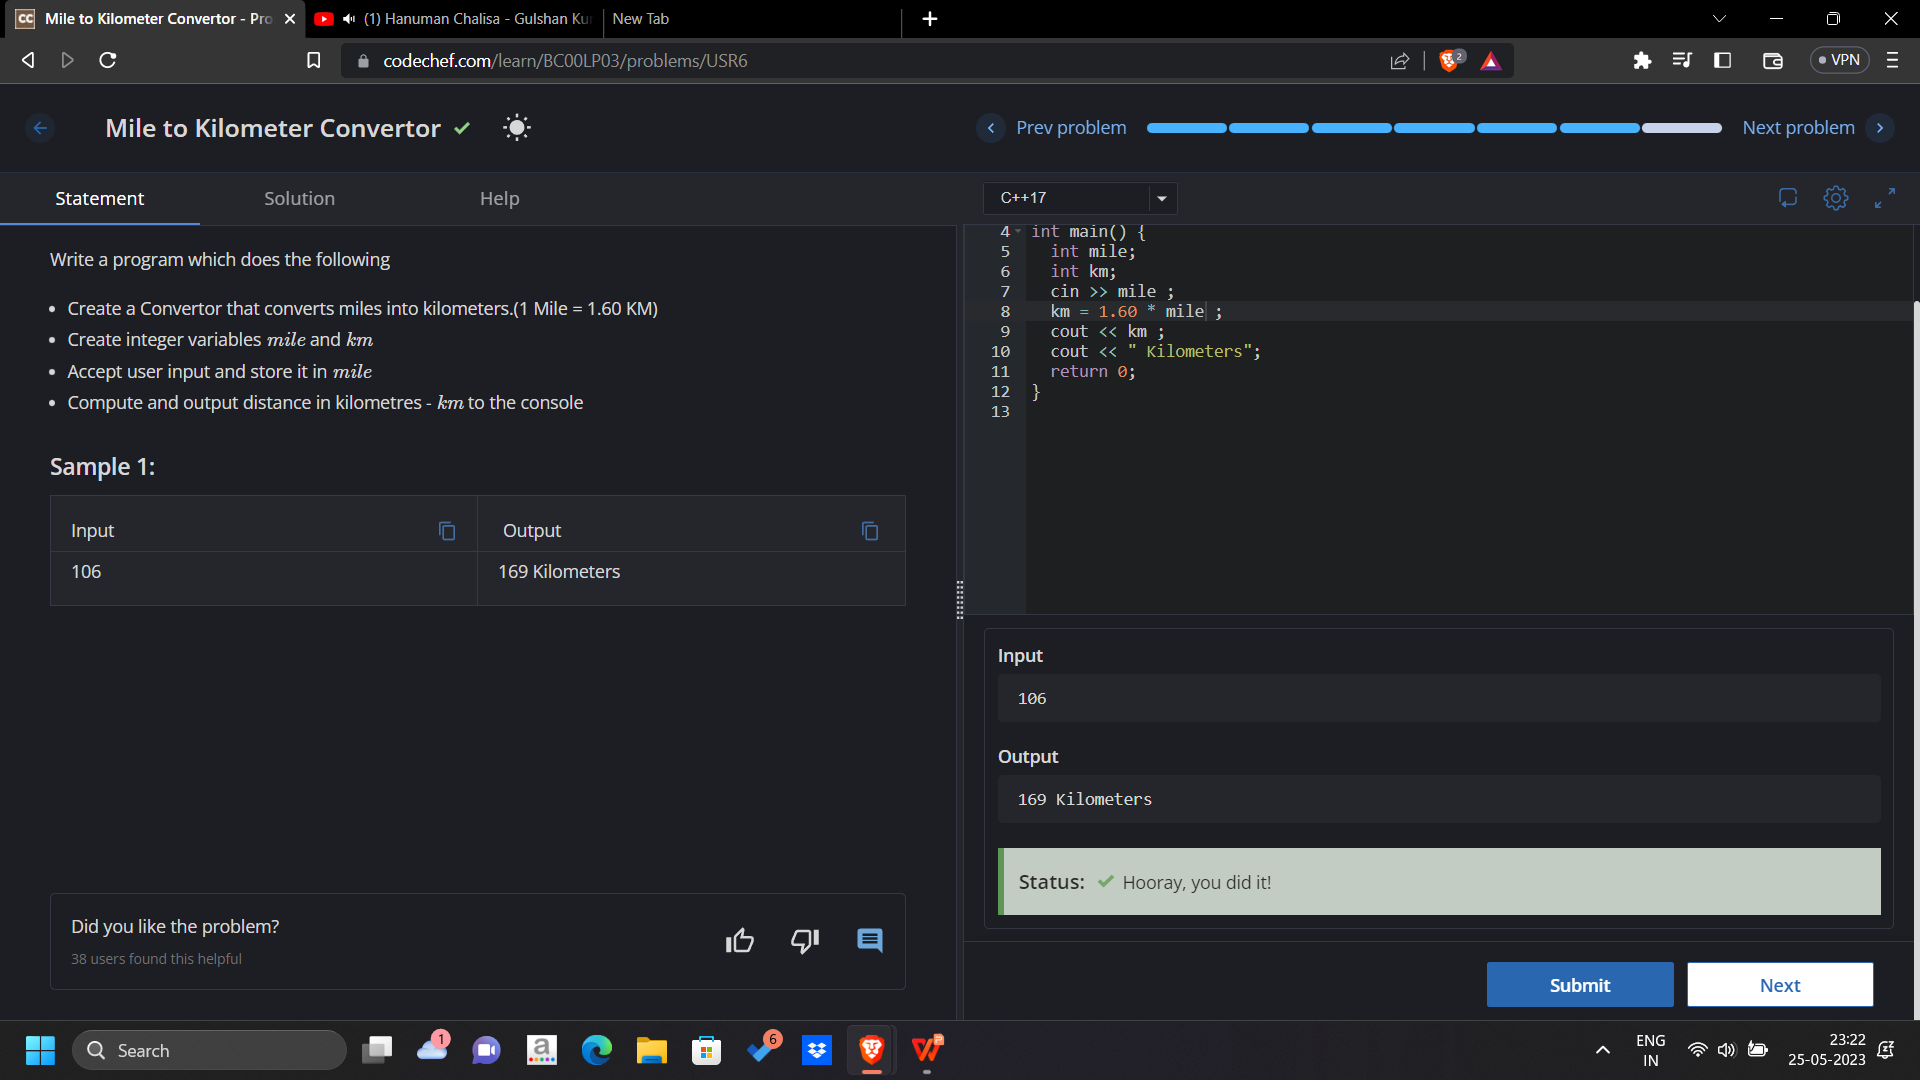 Mile to Kilometer Convertor - Pro
(1) Hanuman Chalisa - Gulshan Ku
New Tab
codechef.com/learn/BC00LP03/problems/USR6
2
VPN
Mile to Kilometer Convertor
Prev problem
Next problem
Statement
Solution
Help
C++17
Write a program which does the following
• Create a Convertor that converts miles into kilometers.(1 Mile = 1.60 KM)
• Create integer variables mile and km
• Accept user input and store it in mile
• Compute and output distance in kilometres - km to the console
Sample 1:
Input
Output
106
169 Kilometers
Did you like the problem?
38 users found this helpful
4 int main() {
5 int mile;
6 int km;
7 cin >> mile ;
8 km = 1.60 * mile ;
9 cout << km ;
10 cout << " Kilometers";
11 return 0;
12 }
13
Input
106
Output
169 Kilometers
Status: Hooray, you did it!
Submit
Next
Search
1
6
ENG
IN
23:22
25-05-2023